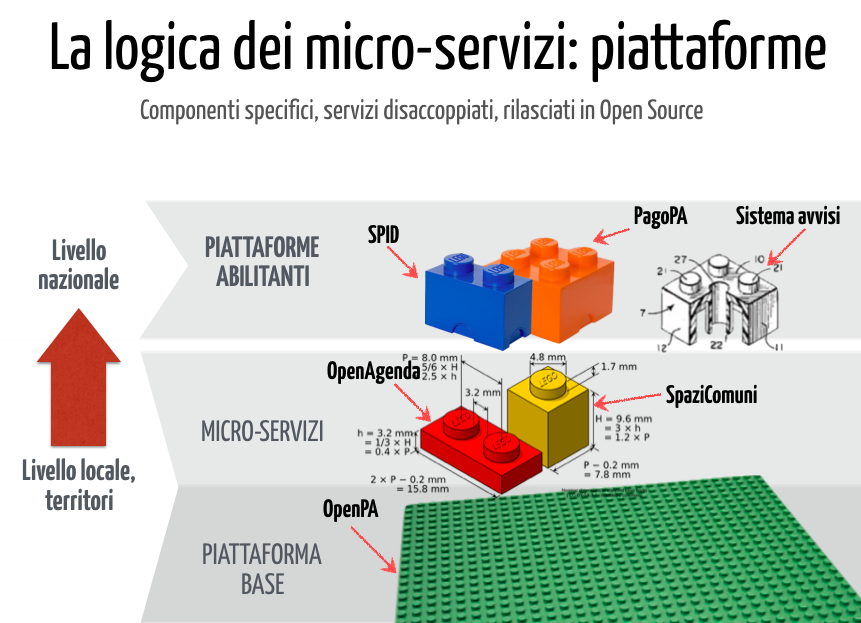 La logica dei micro-servizi: piattaforme
Componenti specifici, servizi disaccoppiati, rilasciati in Open Source
Livello
nazionale
PIATTAFORME
ABILITANTI
SPID
PagoPA
Sistema avvisi
27
10
21
7
12
22
11
MICRO-SERVIZI
OpenAgenda
P = 8.0 mm
5/6 × H
2.5 × h
4.8 mm
1.7 mm
3.2 mm
LEGO
SpaziComuni
h = 3.2 mm
= 1/3 × H
= 0.4 × P
H = 9.6 mm
= 3 × h
= 1.2 × P
P − 0.2 mm
= 7.8 mm
2 × P − 0.2 mm
= 15.8 mm
Livello locale,
territori
OpenPA
PIATTAFORMA
BASE